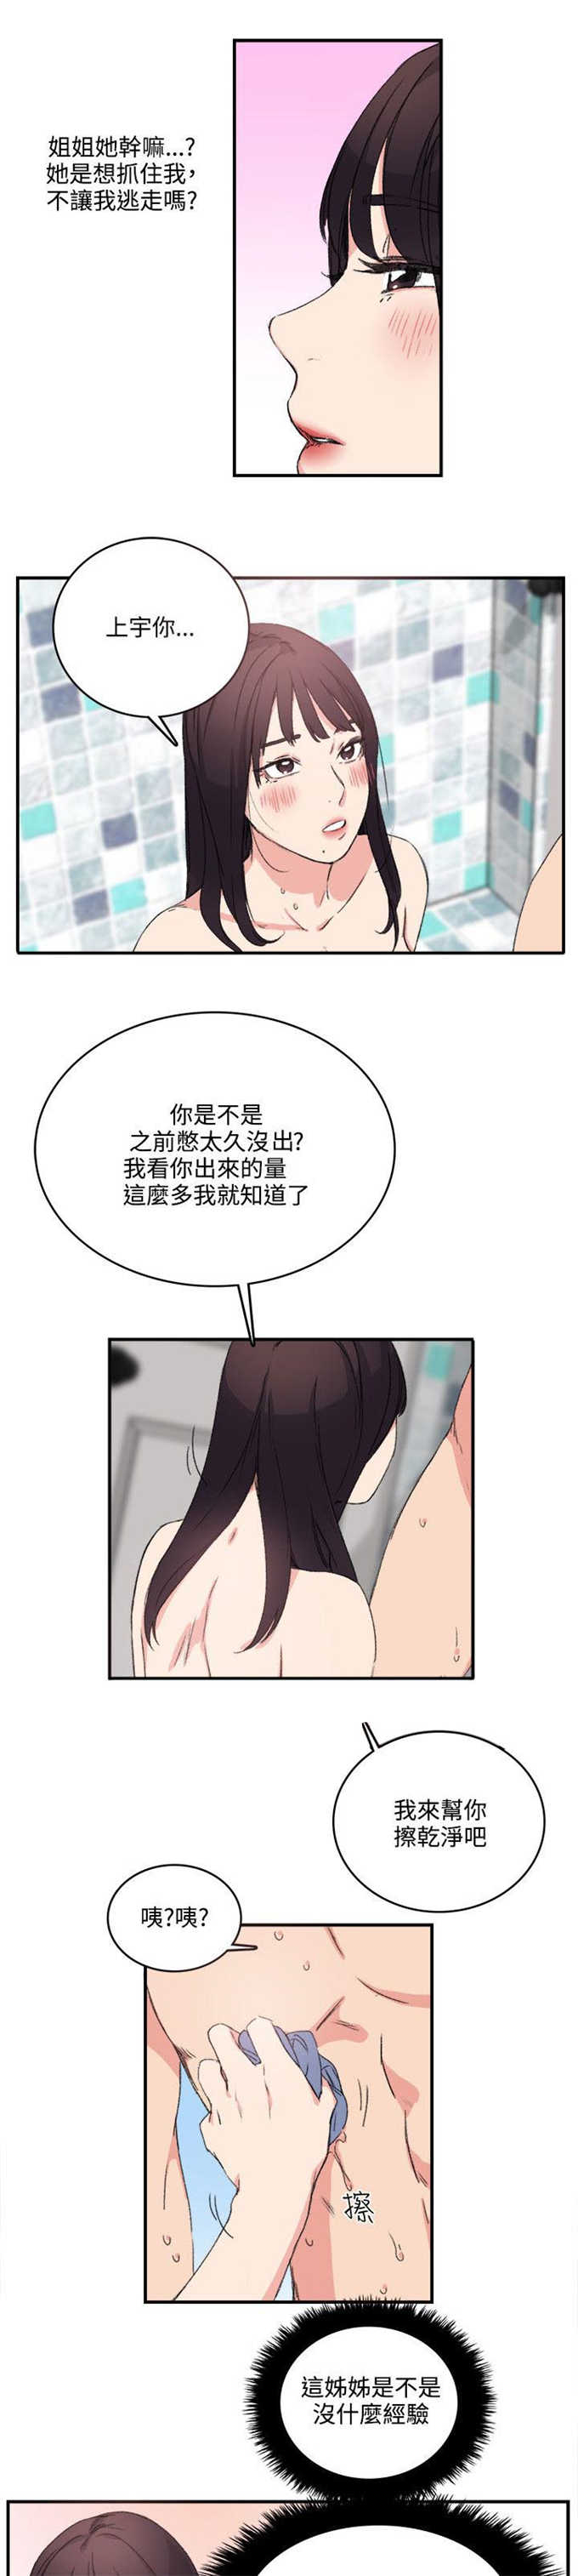 姐姐她幹嘛...?
她是想抓住我，
不讓我逃走嗎?
上宇你...
你是不是
之前憋太久沒出?
我看你出來的量
這麼多我就知道了
我來幫你
擦乾淨吧
咦?咦?
擦
這姊姊是不是
沒什麼經驗